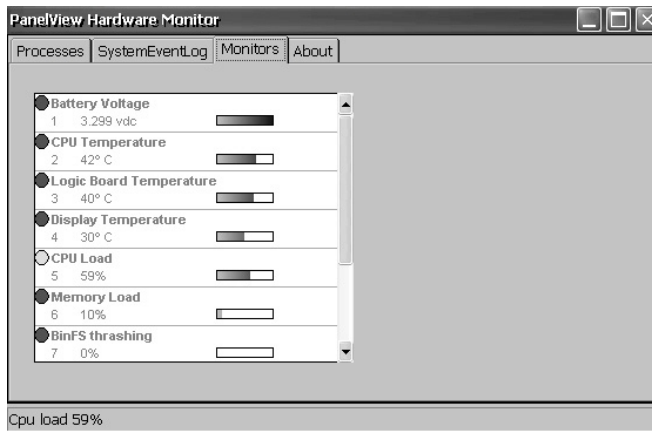 PanelView Hardware Monitor
Processes SystemEventLog Monitors About
Battery Voltage
1 3.299 vdc
CPU Temperature
2 42° C
Logic Board Temperature
3 40° C
Display Temperature
4 30° C
CPU Load
5 59%
Memory Load
6 10%
BinFS thrashing
7 0%
Cpu load 59%